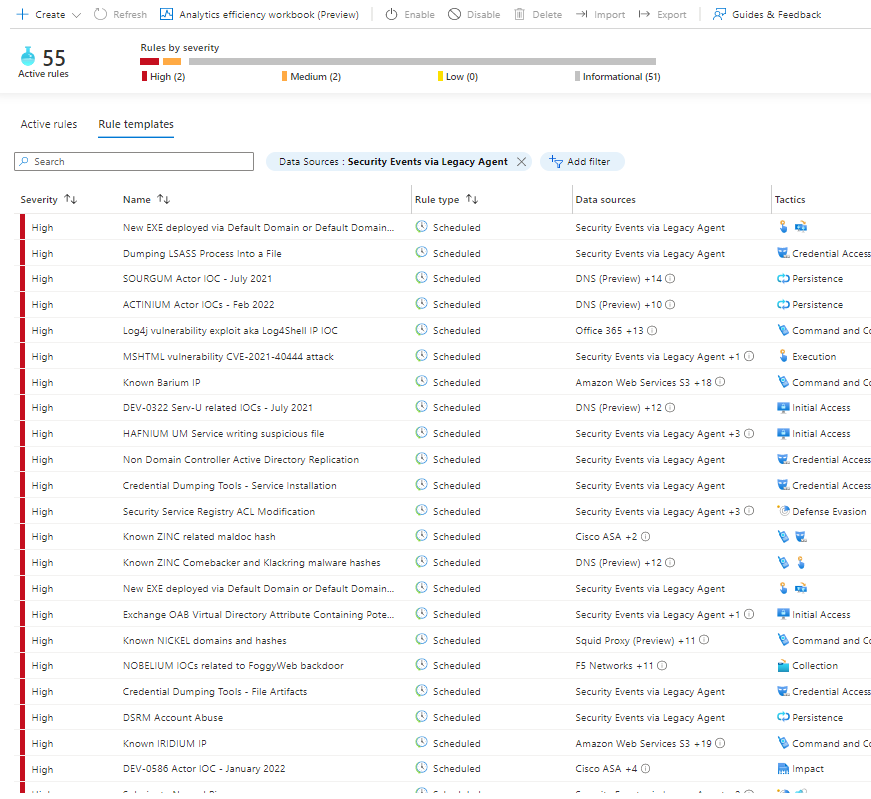 Create Refresh Analytics efficiency workbook (Preview) Enable Disable Delete Import Export Guides & Feedback
55
Active rules
Rules by severity
High (2) Medium (2) Low (0) Informational (51)
Active rules Rule templates
Search Data Sources : Security Events via Legacy Agent Add filter
Severity Name Rule type Data sources Tactics
High New EXE deployed via Default Domain or Default Domain... Scheduled Security Events via Legacy Agent
High Dumping LSASS Process Into a File Scheduled Security Events via Legacy Agent Credential Access
High SOURGUM Actor IOC - July 2021 Scheduled DNS (Preview) +14 Persistence
High ACTINIUM Actor IOCs - Feb 2022 Scheduled DNS (Preview) +10 Persistence
High Log4j vulnerability exploit aka Log4Shell IP IOC Scheduled Office 365 +13 Command and Co
High MSHTML vulnerability CVE-2021-40444 attack Scheduled Security Events via Legacy Agent +1 Execution
High Known Barium IP Scheduled Amazon Web Services S3 +18 Command and Co
High DEV-0322 Serv-U related IOCs - July 2021 Scheduled DNS (Preview) +12 Initial Access
High HAFNIUM UM Service writing suspicious file Scheduled Security Events via Legacy Agent +3 Initial Access
High Non Domain Controller Active Directory Replication Scheduled Security Events via Legacy Agent Credential Access
High Credential Dumping Tools - Service Installation Scheduled Security Events via Legacy Agent Credential Access
High Security Service Registry ACL Modification Scheduled Security Events via Legacy Agent +3 Defense Evasion
High Known ZINC related maldoc hash Scheduled Cisco ASA +2
High Known ZINC Comebacker and Klackring malware hashes Scheduled DNS (Preview) +12
High New EXE deployed via Default Domain or Default Domain... Scheduled Security Events via Legacy Agent
High Exchange OAB Virtual Directory Attribute Containing Pote... Scheduled Security Events via Legacy Agent +1 Initial Access
High Known NICKEL domains and hashes Scheduled Squid Proxy (Preview) +11 Command and Co
High NOBELIUM IOCs related to FoggyWeb backdoor Scheduled F5 Networks +11 Collection
High Credential Dumping Tools - File Artifacts Scheduled Security Events via Legacy Agent Credential Access
High DSRM Account Abuse Scheduled Security Events via Legacy Agent Persistence
High Known IRIDIUM IP Scheduled Amazon Web Services S3 +19 Command and Co
High DEV-0586 Actor IOC - January 2022 Scheduled Cisco ASA +4 Impact